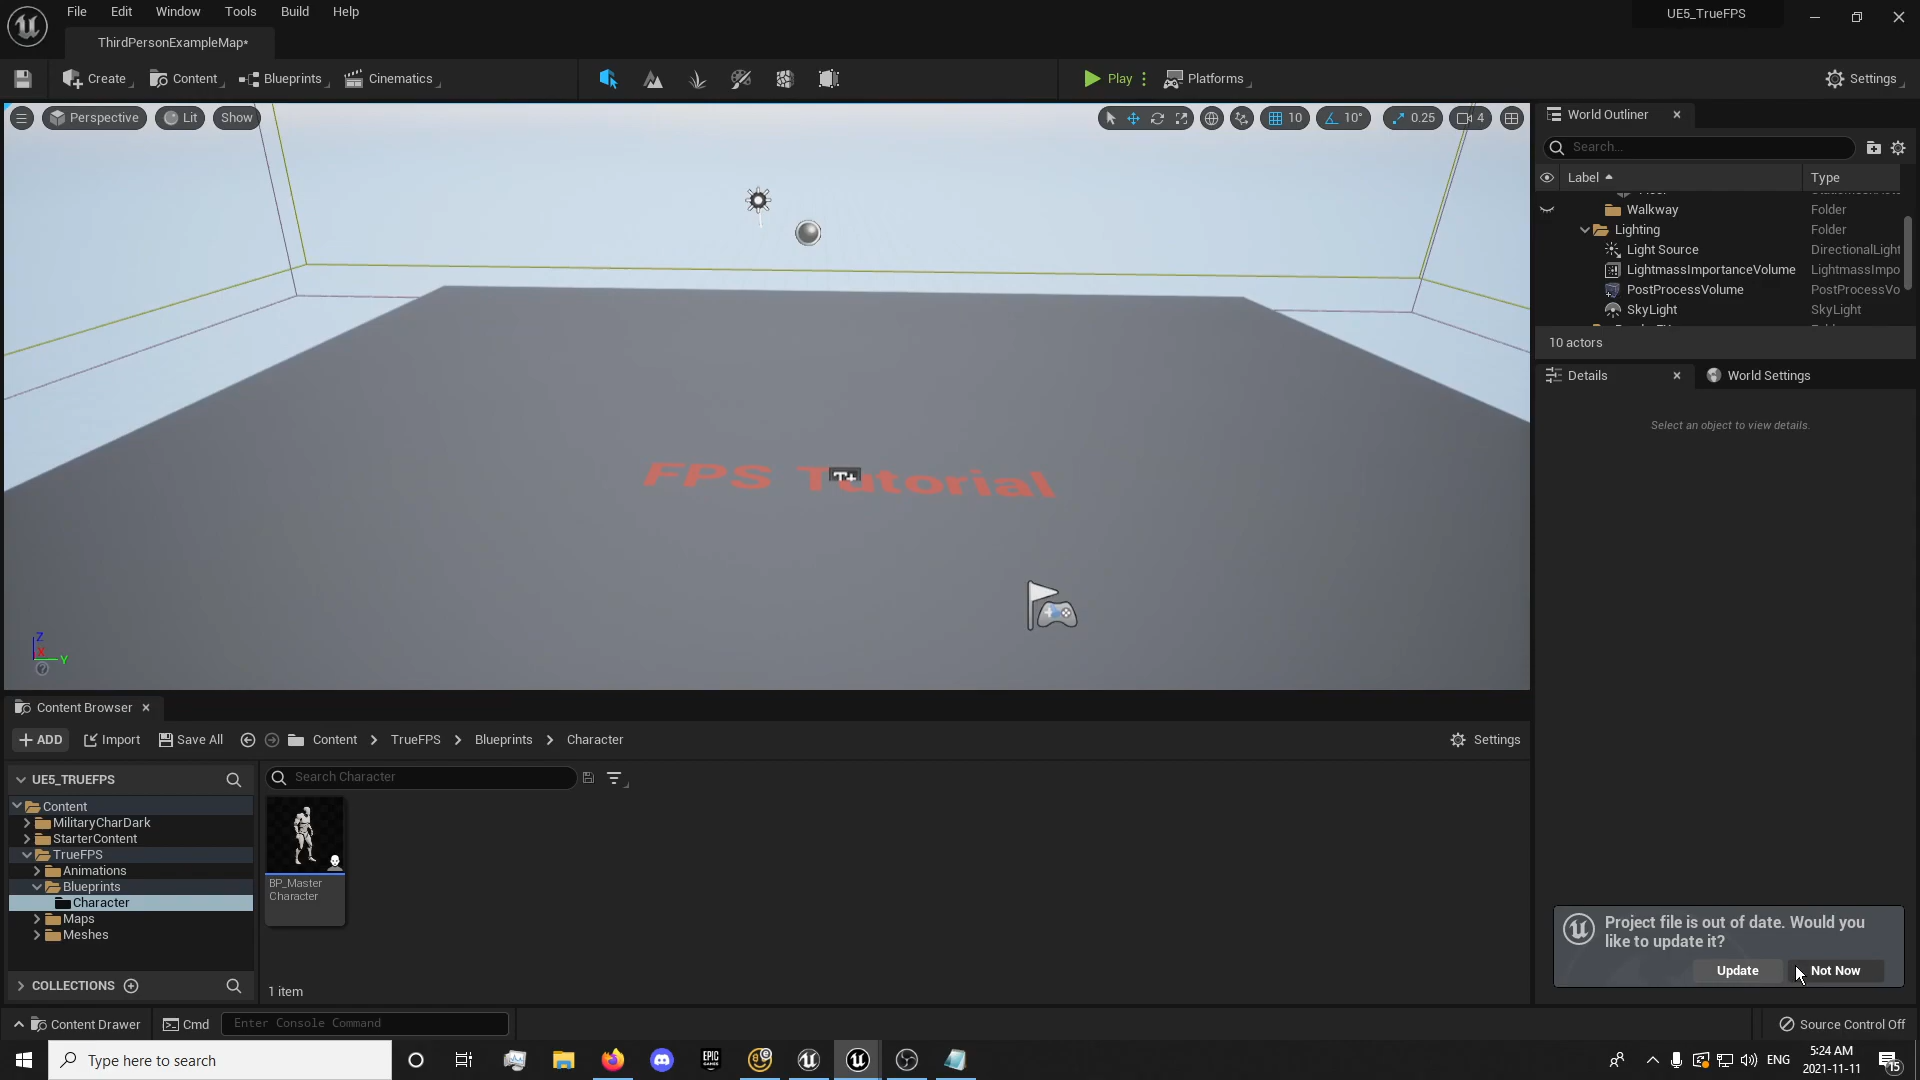 File Edit Window Tools Build Help
UE5_TrueFPS
ThirdPersonExampleMap*
Create Content Blueprints Cinematics Play Platforms Settings
Perspective Lit Show 10 10° 0.25 4
World Outliner
Search...
Label Type
Walkway Folder
Lighting Folder
Light Source DirectionalLight
LightmassImportanceVolume LightmassImpo
PostProcessVolume PostProcessVo
SkyLight SkyLight
10 actors
Details World Settings
Select an object to view details.
FPS Tutorial
T+
Z
X
Y
Content Browser
ADD Import Save All Content TrueFPS Blueprints Character Settings
UE5_TRUEFPS
Search Character
Content
MilitaryCharDark
StarterContent
TrueFPS
Animations
Blueprints
Character
Maps
Meshes
BP_Master
Character
COLLECTIONS
1 item
Project file is out of date. Would you
like to update it?
Update Not Now
Content Drawer Cmd Enter Console Command Source Control Off
Type here to search
EPIC
GAMES
ENG
5:24 AM
2021-11-11
15